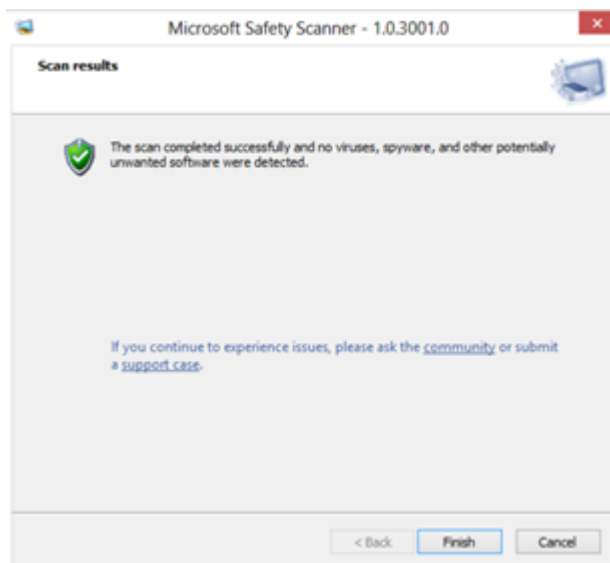 Microsoft Safety Scanner - 1.0.3001.0
Scan results
The scan completed successfully and no viruses, spyware, and other potentially
unwanted software were detected.
If you continue to experience issues, please ask the community or submit
a support case.
< Back Finish Cancel